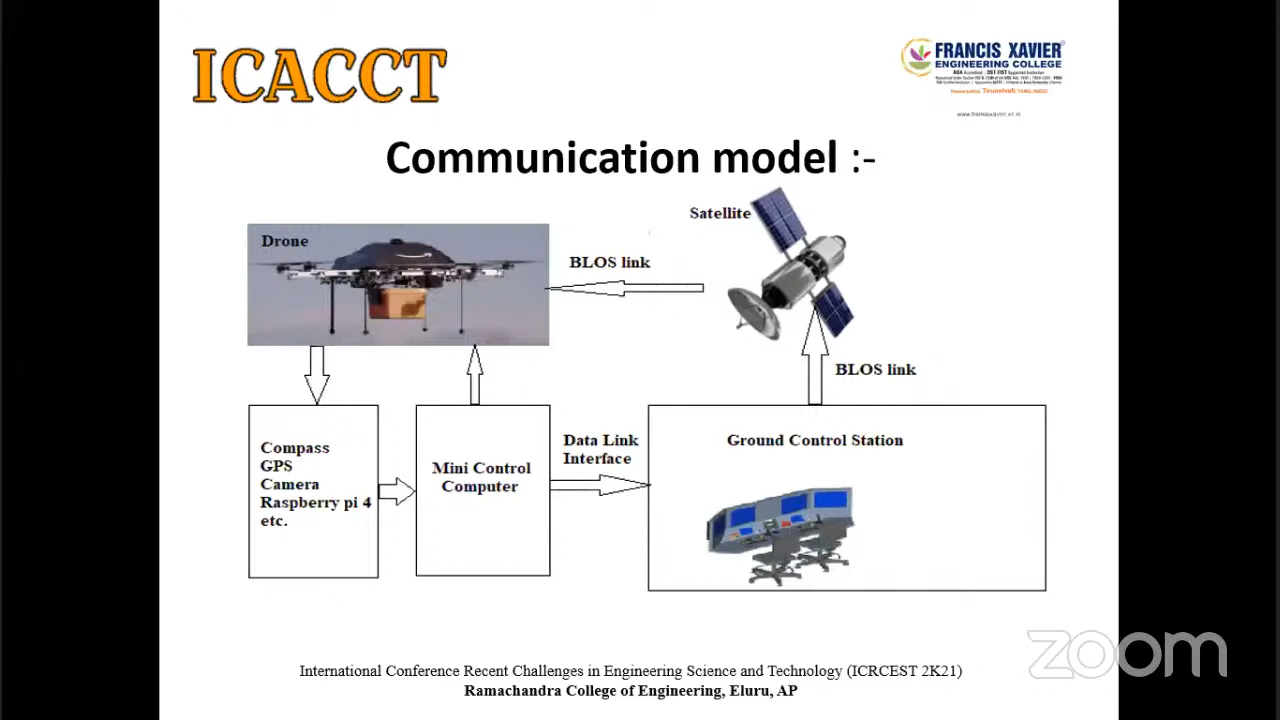 ICACCT
FRANCIS XAVIER
ENGINEERING COLLEGE
Communication model :-
Satellite
Drone
BLOS link
BLOS link
Compass
GPS
Camera
Raspberry pi 4
etc.
Mini Control
Computer
Data Link
Interface
Ground Control Station
zoom
International Conference Recent Challenges in Engineering Science and Technology (ICRCEST 2K21)
Ramachandra College of Engineering, Eluru, AP